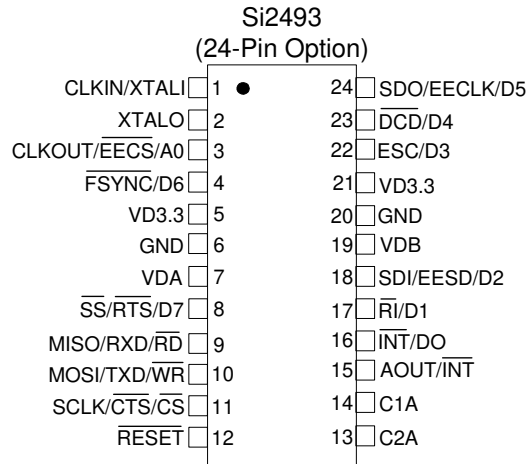 Si2493
(24-Pin Option)
CLKIN/XTALI 1 24 SDO/EECLK/D5
XTALO 2 23 DCD/D4
CLKOUT/EECS/A0 3 22 ESC/D3
FSYNC/D6 4 21 VD3.3
VD3.3 5 20 GND
GND 6 19 VDB
VDA 7 18 SDI/EESD/D2
SS/RTS/D7 8 17 RI/D1
MISO/RXD/RD 9 16 INT/DO
MOSI/TXD/WR 10 15 AOUT/INT
SCLK/CTS/CS 11 14 C1A
RESET 12 13 C2A